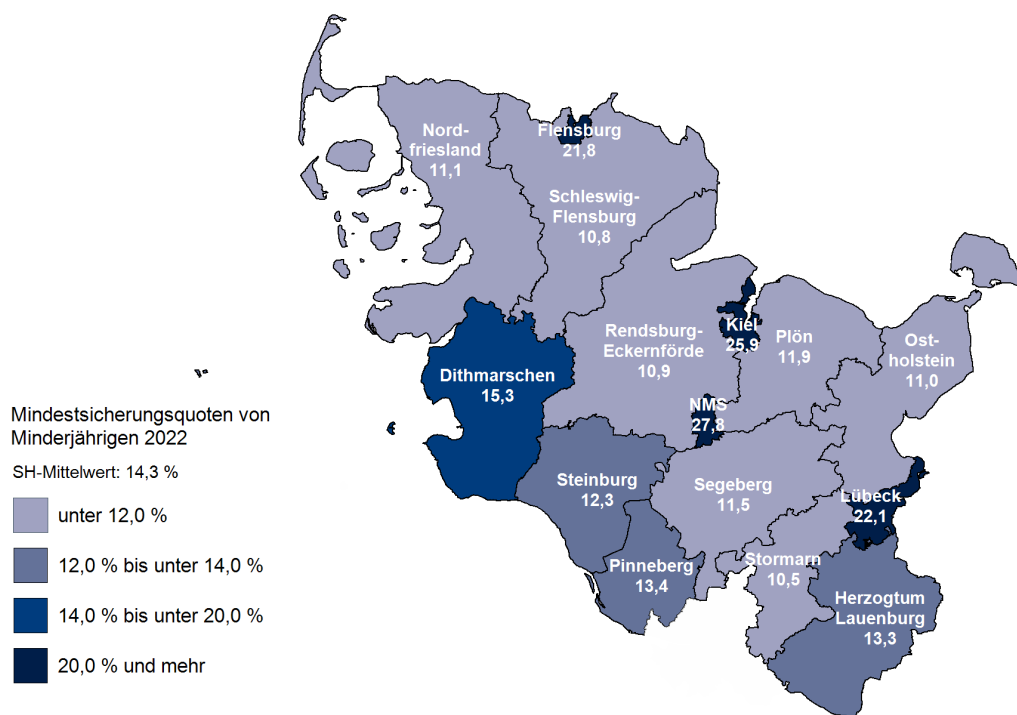 Nord-
friesland
11,1
Flensburg
21,8
Schleswig-
Flensburg
10,8
Rendsburg-
Eckernförde
10,9
Kiel
25,9
Plön
11,9
Ost-
holstein
11,0
Dithmarschen
15,3
NMS
27,8
Steinburg
12,3
Segeberg
11,5
Lübeck
22,1
Pinneberg
13,4
Stormarn
10,5
Herzogtum
Lauenburg
13,3
Mindestsicherungsquoten von
Minderjährigen 2022
SH-Mittelwert: 14,3 %
unter 12,0 %
12,0 % bis unter 14,0 %
14,0 % bis unter 20,0 %
20,0 % und mehr